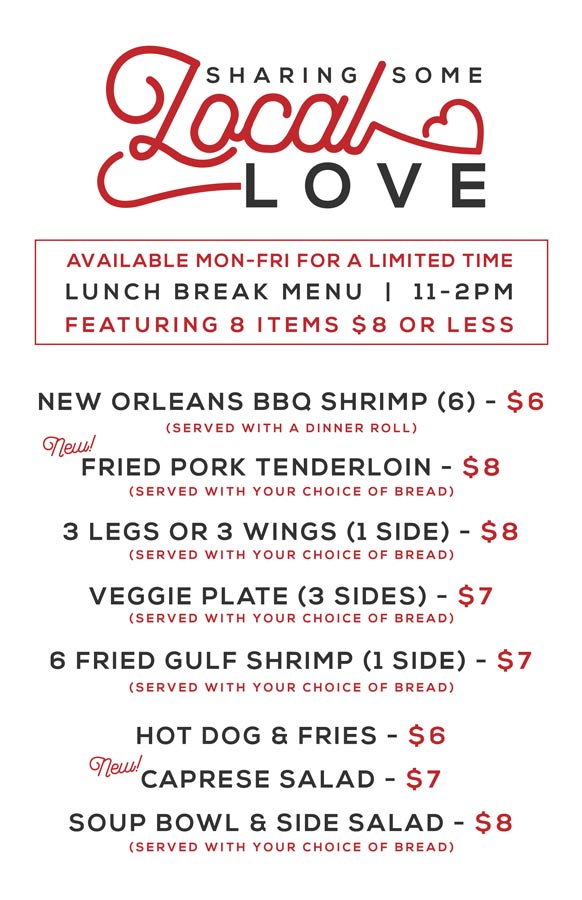 SHARING SOME
Local
LOVE
AVAILABLE MON-FRI FOR A LIMITED TIME
LUNCH BREAK MENU | 11-2PM
FEATURING 8 ITEMS $8 OR LESS
NEW ORLEANS BBQ SHRIMP (6) - $6
(SERVED WITH A DINNER ROLL)
New!
FRIED PORK TENDERLOIN - $8
(SERVED WITH YOUR CHOICE OF BREAD)
3 LEGS OR 3 WINGS (1 SIDE) - $8
(SERVED WITH YOUR CHOICE OF BREAD)
VEGGIE PLATE (3 SIDES) - $7
(SERVED WITH YOUR CHOICE OF BREAD)
6 FRIED GULF SHRIMP (1 SIDE) - $7
(SERVED WITH YOUR CHOICE OF BREAD)
HOT DOG & FRIES - $6
New!
CAPRESE SALAD - $7
SOUP BOWL & SIDE SALAD - $8
(SERVED WITH YOUR CHOICE OF BREAD)